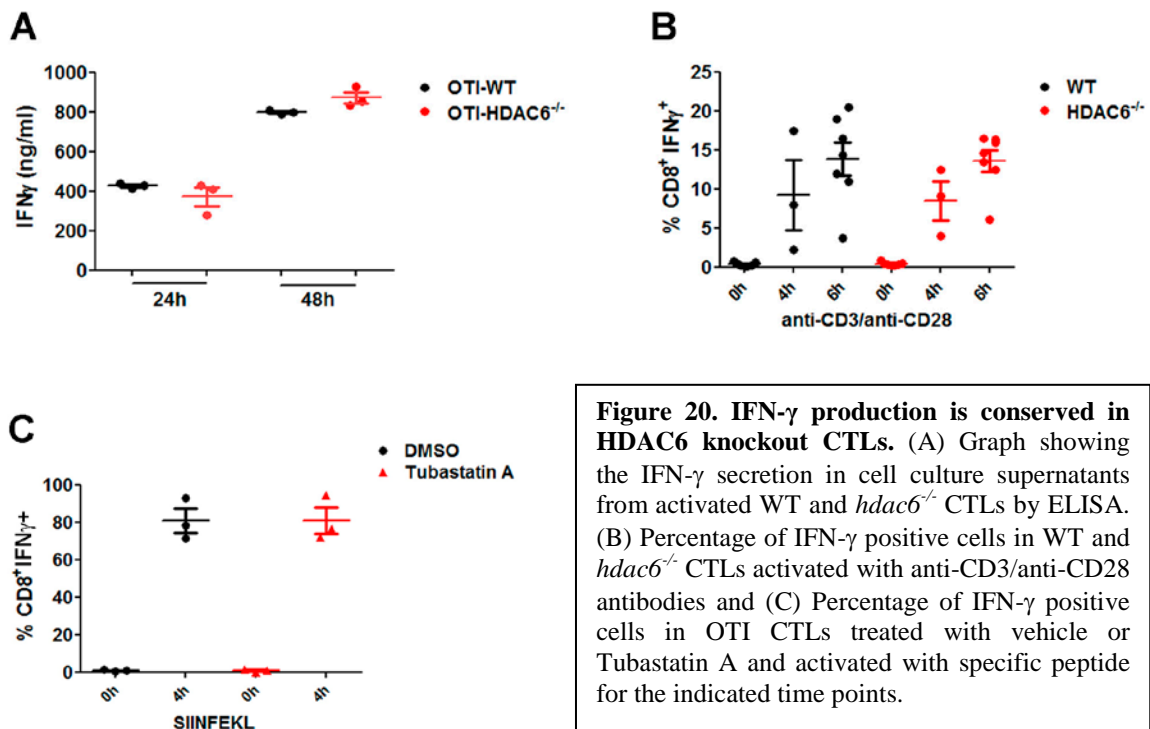 A
IFNγ (ng/ml)
1000
800
600
400
200
0
24h
48h
OTI-WT
OTI-HDAC6-/-
B
% CD8+ IFNγ+
25
20
15
10
5
0
0h
4h
6h
0h
4h
6h
anti-CD3/anti-CD28
WT
HDAC6-/-
C
% CD8+IFNγ+
100
80
60
40
20
0
0h
4h
0h
4h
SIINFEKL
DMSO
Tubastatin A
Figure 20. IFN-γ production is conserved in
HDAC6 knockout CTLs. (A) Graph showing
the IFN-γ secretion in cell culture supernatants
from activated WT and hdac6-/- CTLs by ELISA.
(B) Percentage of IFN-γ positive cells in WT and
hdac6-/- CTLs activated with anti-CD3/anti-CD28
antibodies and (C) Percentage of IFN-γ positive
cells in OTI CTLs treated with vehicle or
Tubastatin A and activated with specific peptide
for the indicated time points.